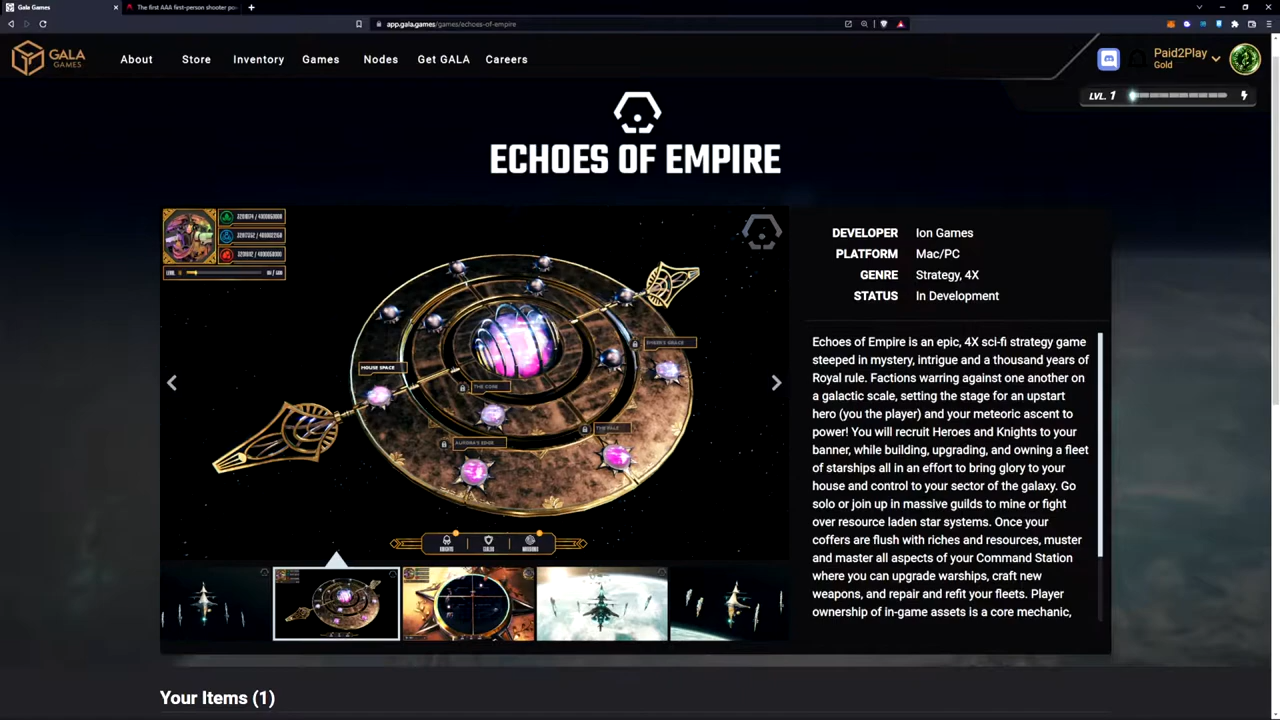 Gala Games
The first AAA first-person shooter po
app.gala.games/games/echoes-of-empire
GALA
GAMES
About
Store
Inventory
Games
Nodes
Get GALA
Careers
Paid2Play
Gold
LVL. 1
ECHOES OF EMPIRE
HOUSE SPACE
THE CORE
AURORA'S EDGE
DEVELOPER Ion Games
PLATFORM Mac/PC
GENRE Strategy, 4X
STATUS In Development
Echoes of Empire is an epic, 4X sci-fi strategy game
steeped in mystery, intrigue and a thousand years of
Royal rule. Factions warring against one another on
a galactic scale, setting the stage for an upstart
hero (you the player) and your meteoric ascent to
power! You will recruit Heroes and Knights to your
banner, while building, upgrading, and owning a fleet
of starships all in an effort to bring glory to your
house and control to your sector of the galaxy. Go
solo or join up in massive guilds to mine or fight
over resource laden star systems. Once your
coffers are flush with riches and resources, muster
and master all aspects of your Command Station
where you can upgrade warships, craft new
weapons, and repair and refit your fleets. Player
ownership of in-game assets is a core mechanic,
Your Items (1)